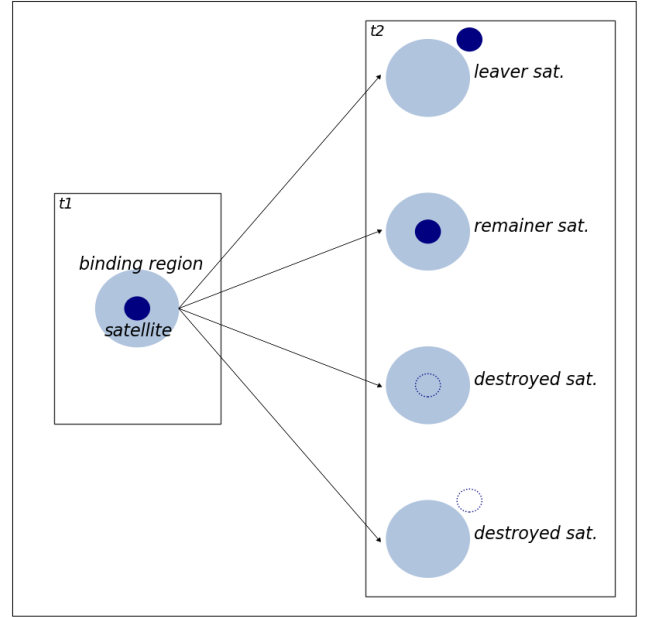 t1
binding region
satellite
t2
leaver sat.
remainer sat.
destroyed sat.
destroyed sat.